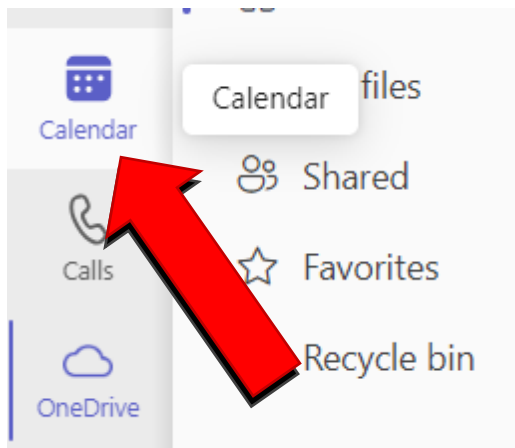 Calendar
Calendar
files
Shared
Calls
Favorites
Recycle bin
OneDrive